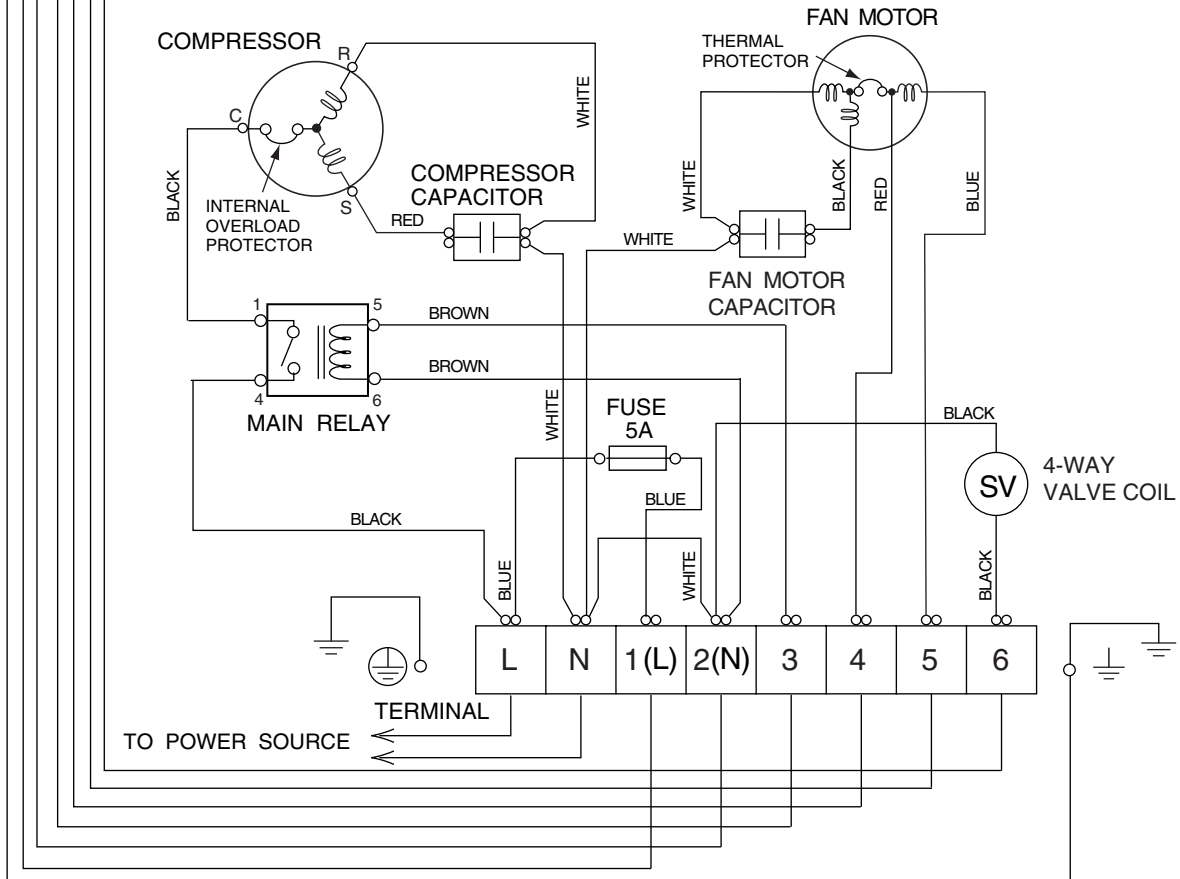 FAN MOTOR
COMPRESSOR
THERMAL
PROTECTOR
R
C
S
WHITE
BLACK
INTERNAL
OVERLOAD
PROTECTOR
COMPRESSOR
CAPACITOR
RED
WHITE
WHITE
BLACK
RED
BLUE
FAN MOTOR
CAPACITOR
1
5
4
6
BROWN
BROWN
MAIN RELAY
WHITE
FUSE
5A
BLACK
SV
4-WAY
VALVE COIL
BLUE
BLACK
BLUE
WHITE
BLACK
L
N
1(L)
2(N)
3
4
5
6
TERMINAL
TO POWER SOURCE